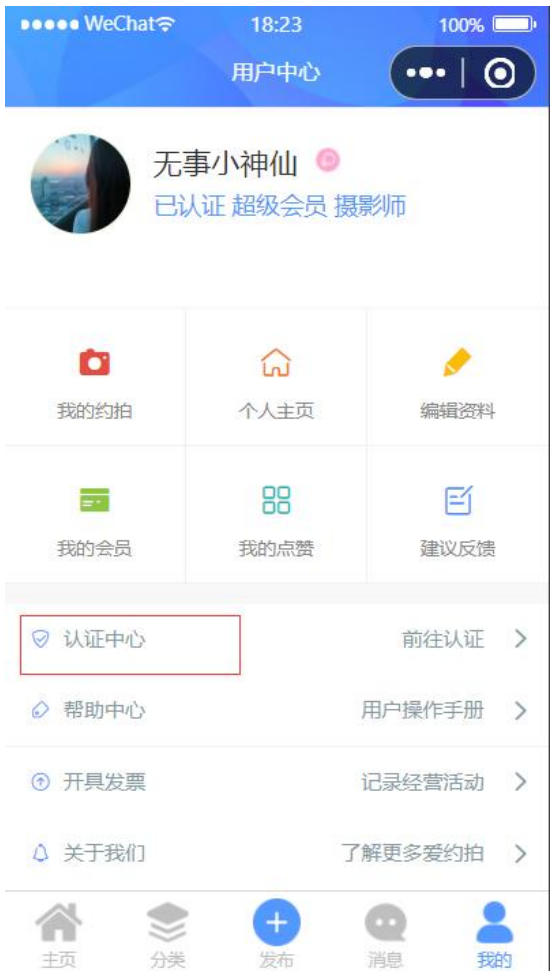 WeChat 18:23 100%
用户中心
无事小神仙
已认证 超级会员 摄影师
我的约拍 个人主页 编辑资料
我的会员 我的点赞 建议反馈
认证中心 前往认证
帮助中心 用户操作手册
开具发票 记录经营活动
关于我们 了解更多爱约拍
主页 分类 发布 消息 我的